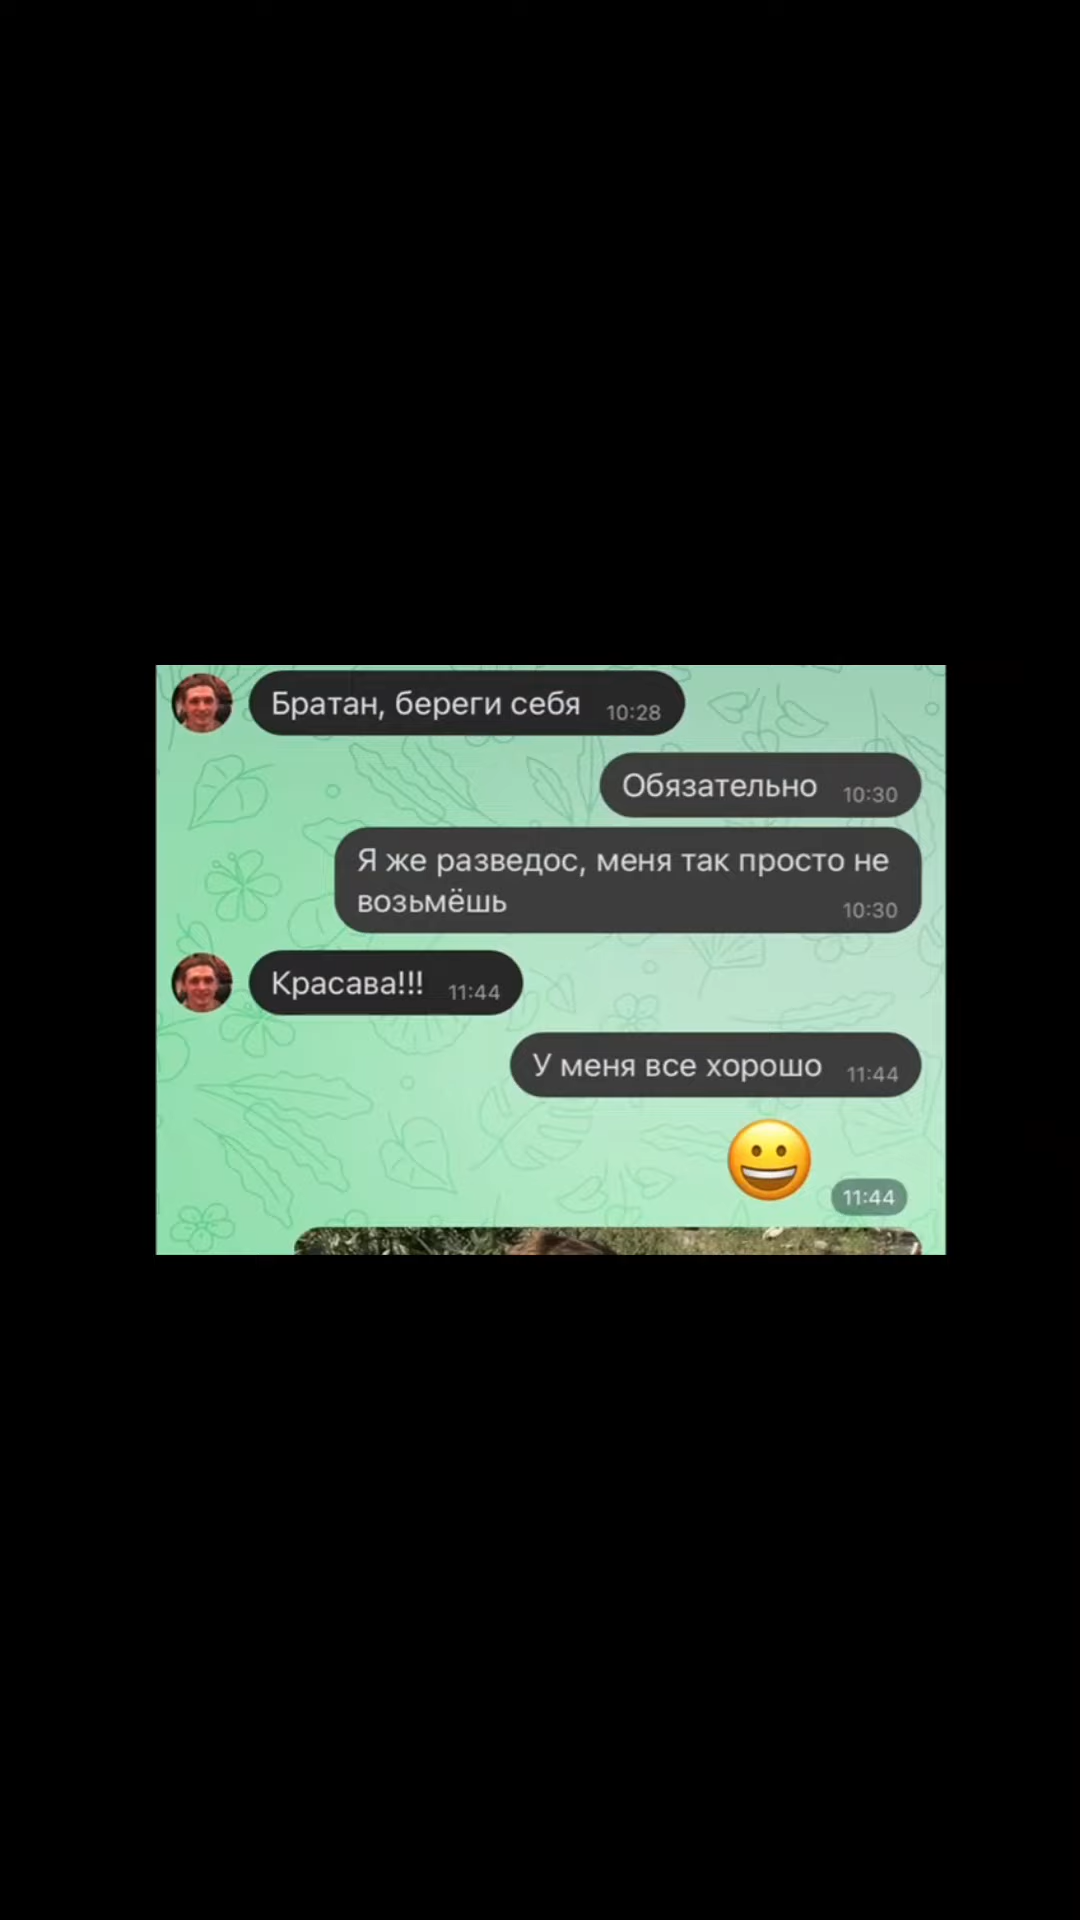 Братан, береги себя 10:28
Обязательно 10:30
Я же разведос, меня так просто не
возьмёшь 10:30
Красава!!! 11:44
У меня все хорошо 11:44
11:44